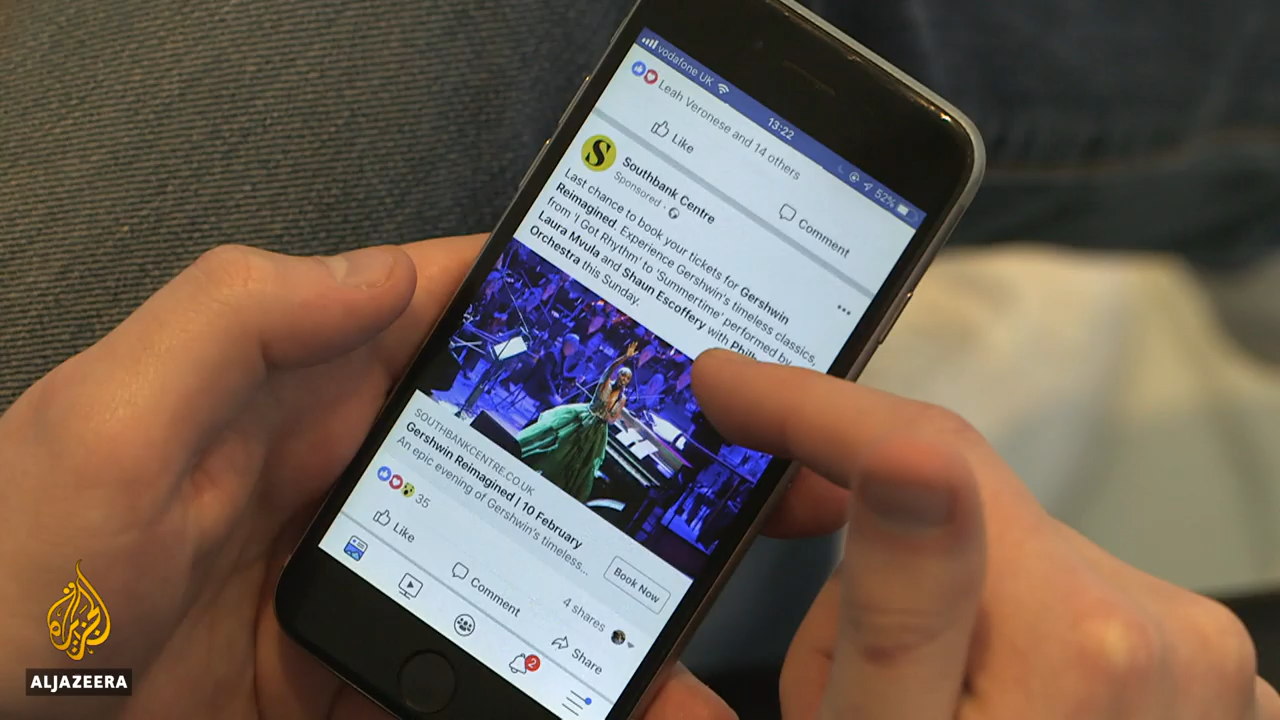 vodafone UK
13:22
52%
Leah Veronese and 14 others
Like
Comment
S
Southbank Centre
Sponsored ·
Last chance to book your tickets for Gershwin
Reimagined. Experience Gershwin's timeless classics,
from 'I Got Rhythm' to 'Summertime' performed by
Laura Mvula and Shaun Escoffery with
Orchestra this Sunday.
SOUTHBANKCENTRE.CO.UK
Gershwin Reimagined | 10 February
An epic evening of Gershwin's timeless...
Book Now
35
4 shares
Like
Comment
Share
2
الجزيرة
ALJAZEERA